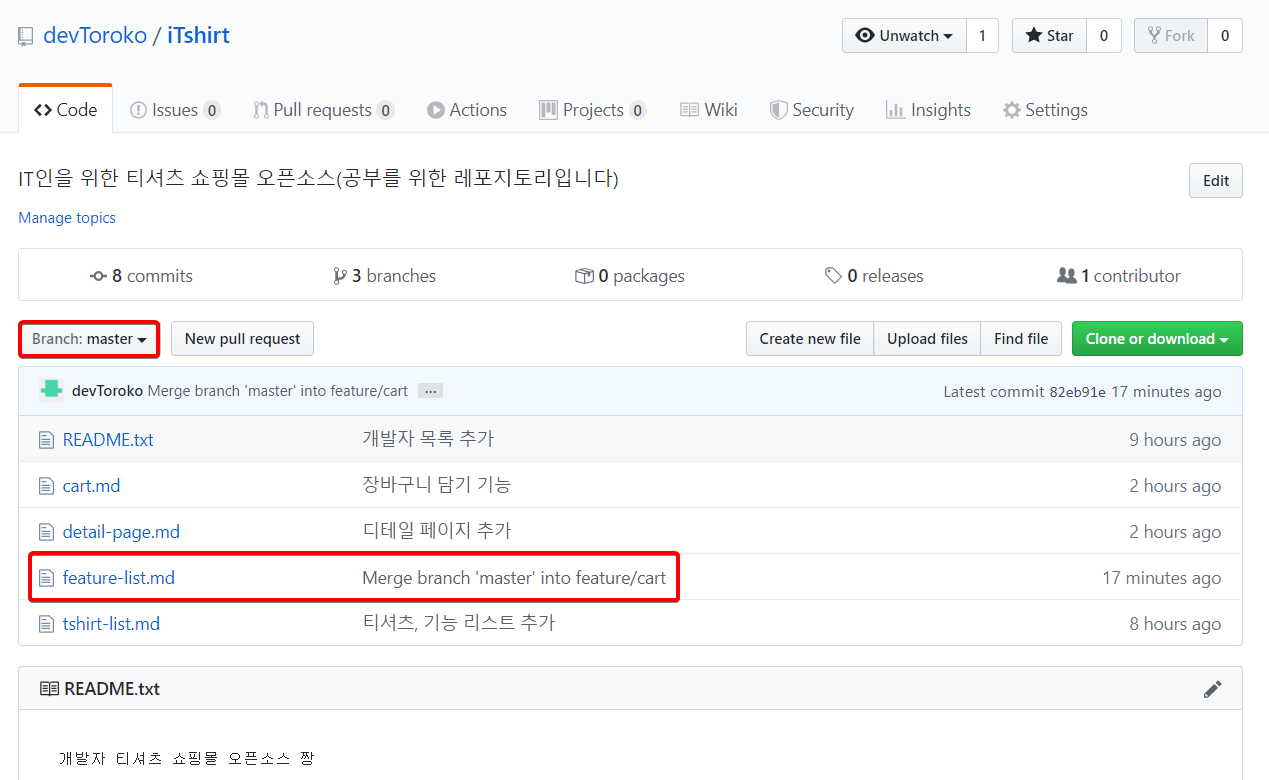 devToroko / iTshirt
Unwatch 1 Star 0 Fork 0
Code Issues 0 Pull requests 0 Actions Projects 0 Wiki Security Insights Settings
IT인을 위한 티셔츠 쇼핑몰 오픈소스(공부를 위한 레포지토리입니다) Edit
Manage topics
8 commits 3 branches 0 packages 0 releases 1 contributor
Branch: master New pull request Create new file Upload files Find file Clone or download
devToroko Merge branch 'master' into feature/cart ... Latest commit 82eb91e 17 minutes ago
README.txt 개발자 목록 추가 9 hours ago
cart.md 장바구니 담기 기능 2 hours ago
detail-page.md 디테일 페이지 추가 2 hours ago
feature-list.md Merge branch 'master' into feature/cart 17 minutes ago
tshirt-list.md 티셔츠, 기능 리스트 추가 8 hours ago
README.txt
개발자 티셔츠 쇼핑몰 오픈소스 짱